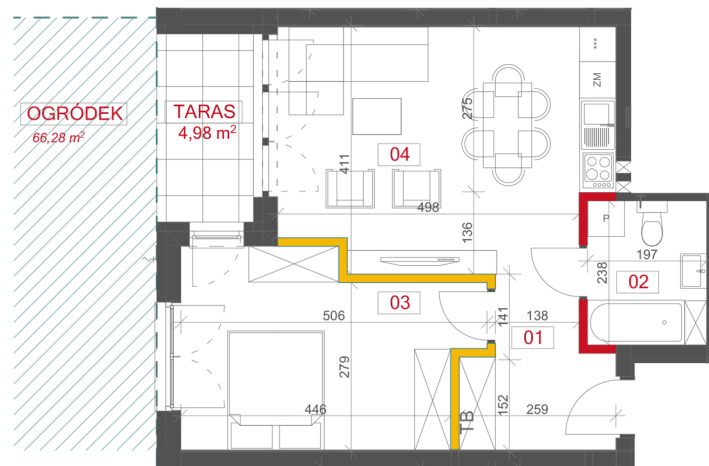 ***
ZM
OGRÓDEK
66,28 m²
TARAS
4,98 m²
275
411
04
498
136
P
197
238
02
03
506
141
138
01
279
446
152
TB
259